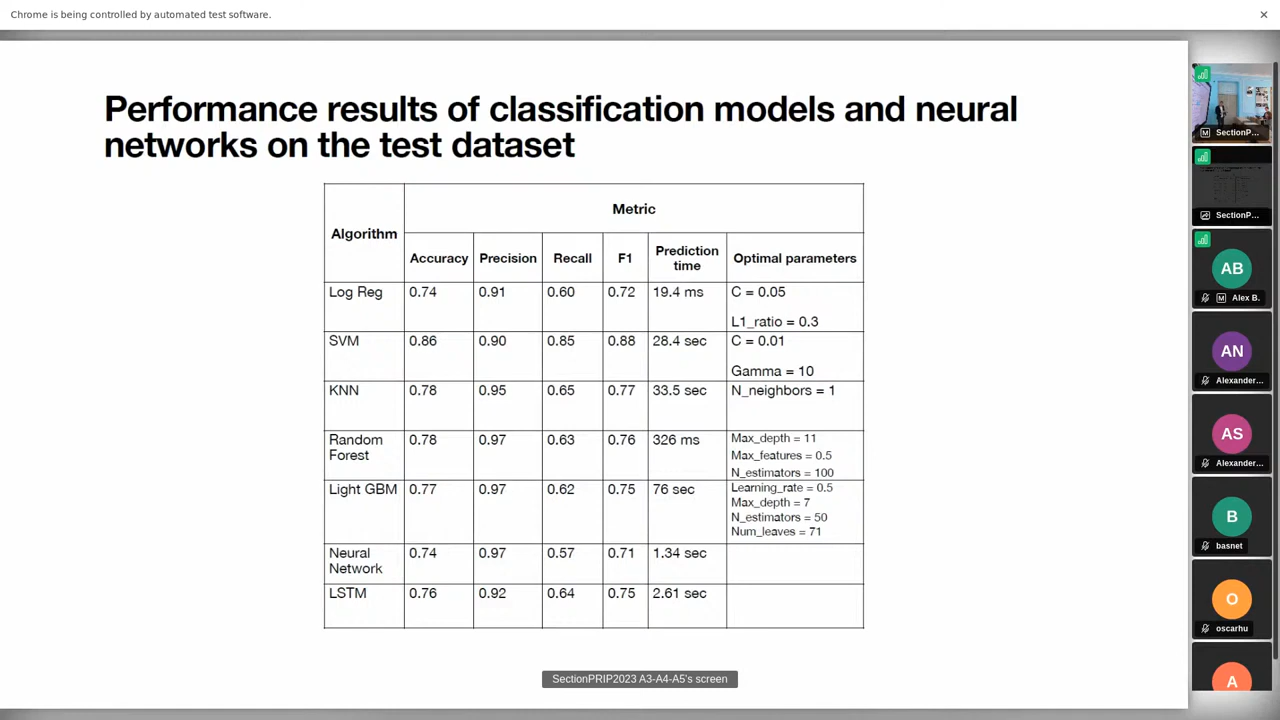 Chrome is being controlled by automated test software.
Performance results of classification models and neural
networks on the test dataset
Algorithm
Metric
Accuracy Precision Recall F1 Prediction time Optimal parameters
Log Reg 0.74 0.91 0.60 0.72 19.4 ms C = 0.05
L1_ratio = 0.3
SVM 0.86 0.90 0.85 0.88 28.4 sec C = 0.01
Gamma = 10
KNN 0.78 0.95 0.65 0.77 33.5 sec N_neighbors = 1
Random Forest 0.78 0.97 0.63 0.76 326 ms Max_depth = 11
Max_features = 0.5
N_estimators = 100
Light GBM 0.77 0.97 0.62 0.75 76 sec Learning_rate = 0.5
Max_depth = 7
N_estimators = 50
Num_leaves = 71
Neural Network 0.74 0.97 0.57 0.71 1.34 sec
LSTM 0.76 0.92 0.64 0.75 2.61 sec
SectionPRIP2023 A3-A4-A5's screen
M SectionP...
SectionP...
AB
M Alex B.
AN
Alexander...
AS
Alexander...
B
basnet
O
oscarhu
A